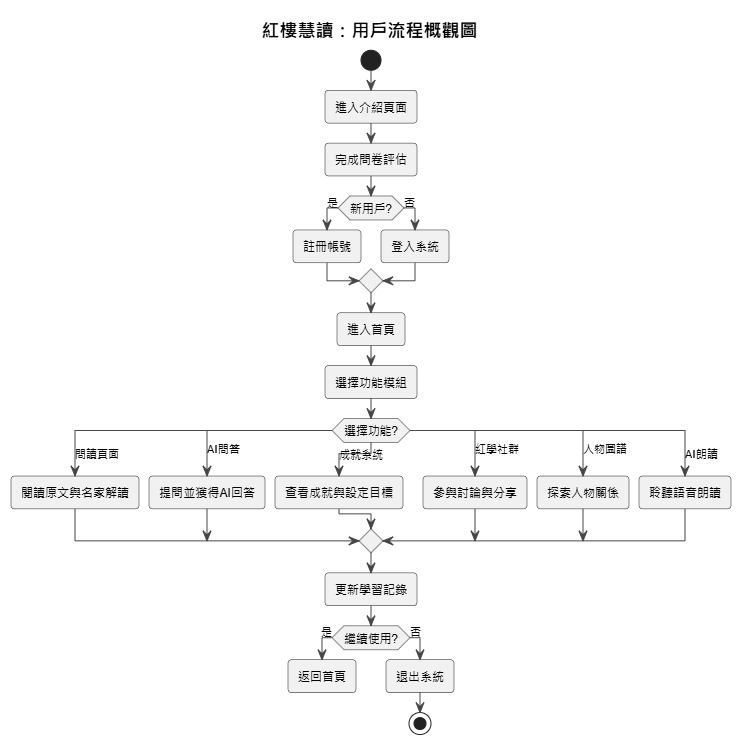 紅樓慧讀：用戶流程概觀圖
進入介紹頁面
完成問卷評估
是
新用戶?
否
註冊帳號
登入系統
進入首頁
選擇功能模組
選擇功能?
閱讀頁面
AI問答
成就系統
紅學社群
人物圖譜
AI朗讀
閱讀原文與名家解讀
提問並獲得AI回答
查看成就與設定目標
參與討論與分享
探索人物關係
聆聽語音朗讀
更新學習記錄
是
繼續使用?
否
返回首頁
退出系統